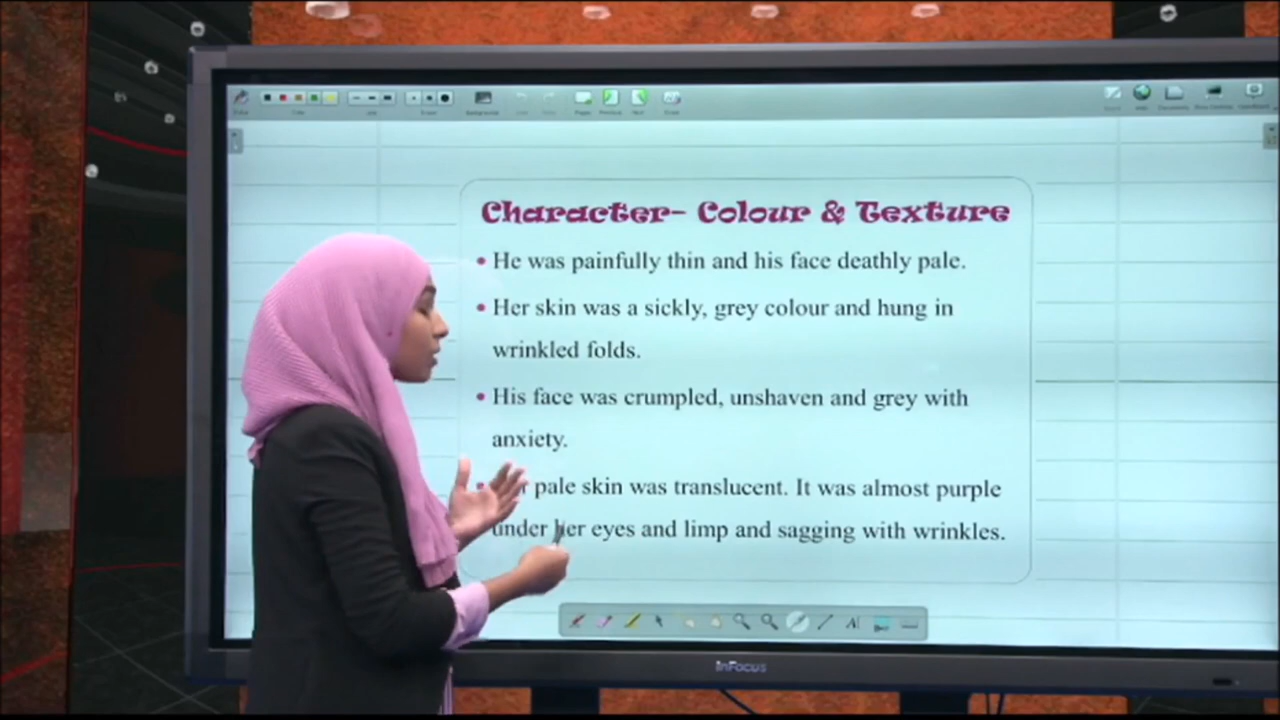 Character- Colour & Texture
• He was painfully thin and his face deathly pale.
• Her skin was a sickly, grey colour and hung in
wrinkled folds.
• His face was crumpled, unshaven and grey with
anxiety.
pale skin was translucent. It was almost purple
under her eyes and limp and sagging with wrinkles.
InFocus